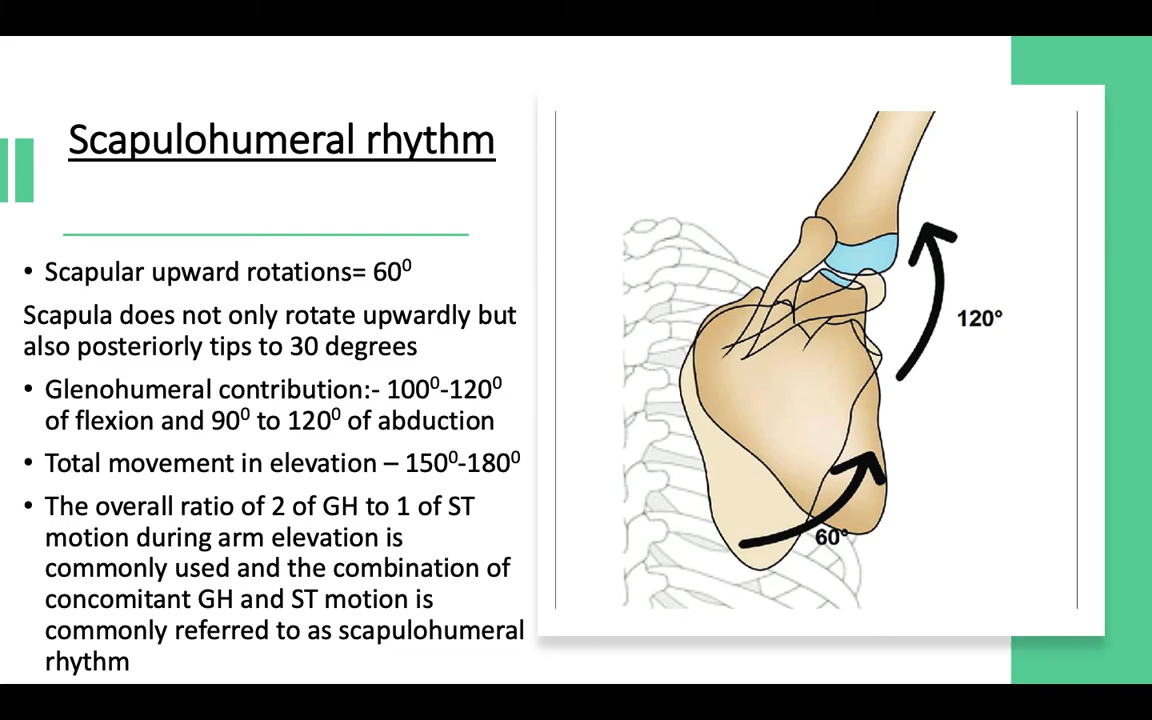 Scapulohumeral rhythm
• Scapular upward rotations= 60⁰
Scapula does not only rotate upwardly but
also posteriorly tips to 30 degrees
• Glenohumeral contribution:- 100⁰-120⁰
of flexion and 90⁰ to 120⁰ of abduction
• Total movement in elevation – 150⁰-180⁰
• The overall ratio of 2 of GH to 1 of ST
motion during arm elevation is
commonly used and the combination of
concomitant GH and ST motion is
commonly referred to as scapulohumeral
rhythm
120°
60°